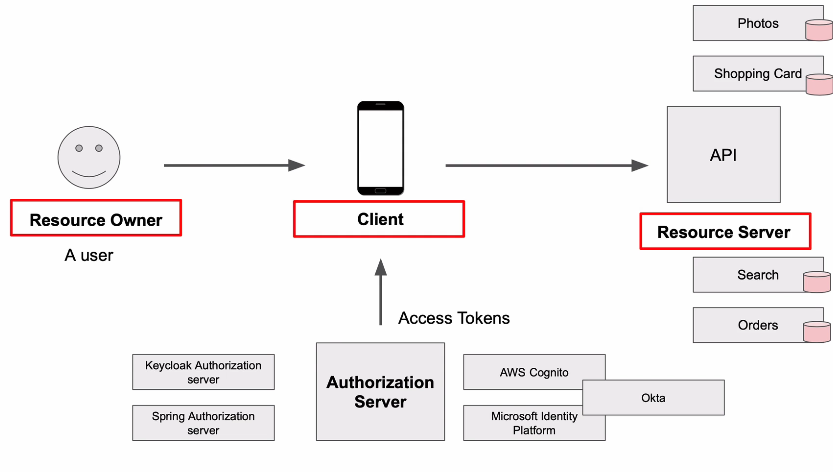 Photos
Shopping Card
API
Resource Owner
Client
Resource Server
A user
Search
Access Tokens
Orders
Keycloak Authorization
server
Authorization
Server
AWS Cognito
Okta
Spring Authorization
server
Microsoft Identity
Platform